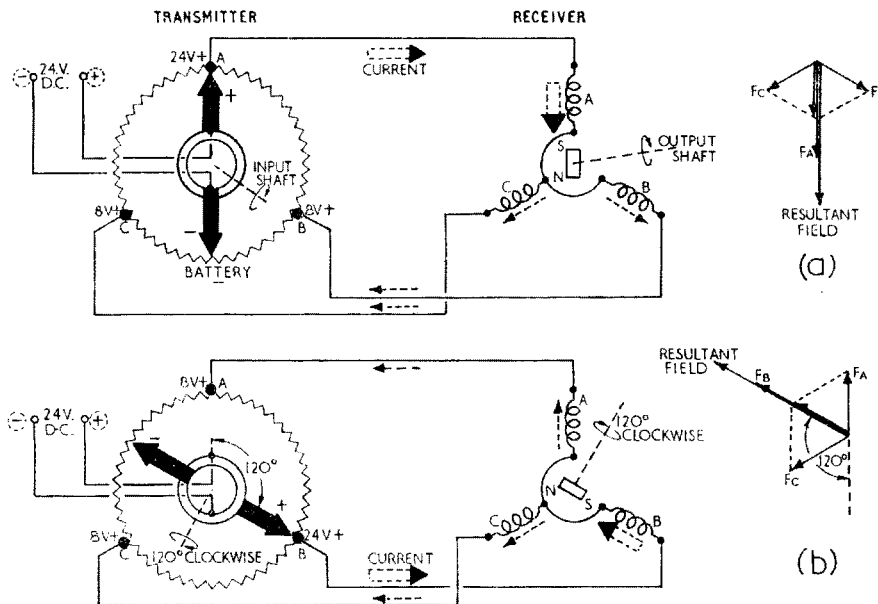 TRANSMITTER
RECEIVER
24V+ A
- 24.V. +
D.C.
+
CURRENT
A
INPUT
SHAFT
S
N
OUTPUT
SHAFT
C
B
8V+
C
8V+
B
-
BATTERY
-
Fc
F
FA
RESULTANT
FIELD
(a)
8V+ A
- 24V. +
D.C.
-
120°
+
8V+
C
24V+
B
120° CLOCKWISE
CURRENT
A
120°
CLOCKWISE
N
S
C
B
RESULTANT
FIELD
FB
FA
Fc
120°
(b)